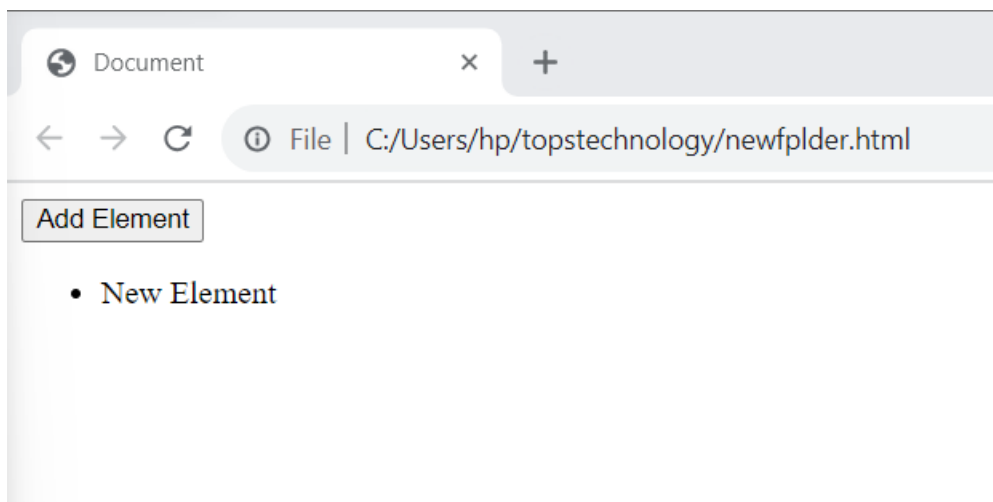 Document
File C:/Users/hp/topstechnology/newfplder.html
Add Element
New Element